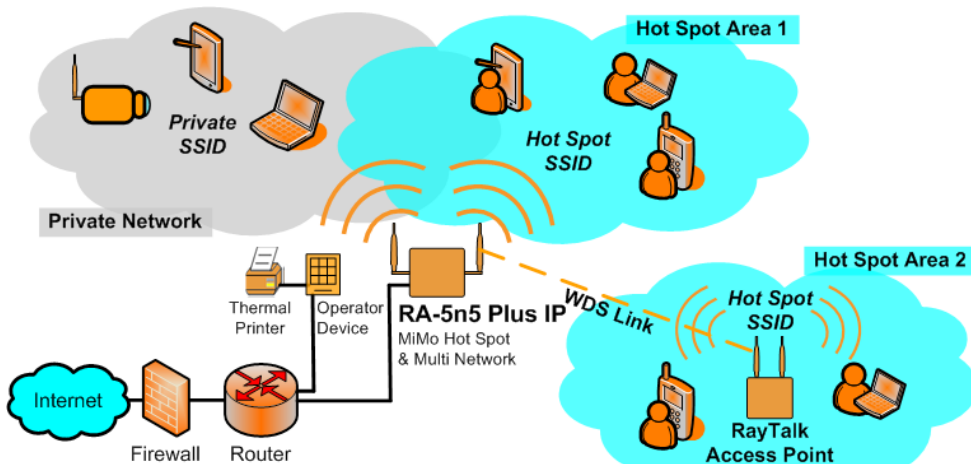 Hot Spot Area 1
Private
SSID
Hot Spot
SSID
Private Network
Hot Spot Area 2
Thermal
Printer
Operator
Device
RA-5n5 Plus IP
MiMo Hot Spot
& Multi Network
WDS Link
Hot Spot
SSID
Internet
Firewall
Router
RayTalk
Access Point